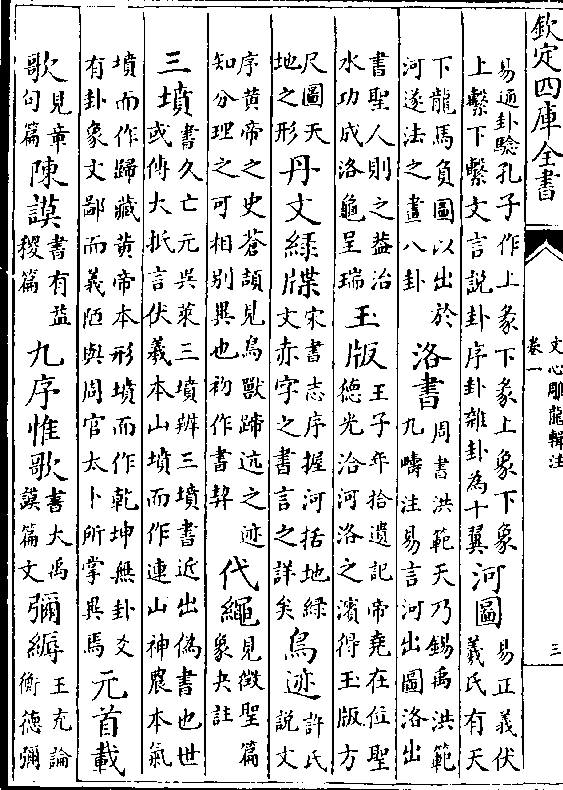 欽定四庫全書
文心雕龍輯注
卷一
三
易通卦驗孔子作上彖下彖上象下象
上繫下繫文言說卦序卦雜卦為十翼
河圖
易正義伏
羲氏有天
下龍馬負圖以出於
河遂法之畫八卦
洛書
周書洪範天乃錫禹洪範
九疇注易言河出圖洛出
書聖人則之蓋治
水功成洛龜呈瑞
玉版
王子年拾遺記帝堯在位聖
德光洽河洛之濱得玉版方
尺圖天
地之形
丹文綠牒
宋書志序握河括地綠
文赤字之書言之詳矣
鳥迹
許氏
說文
序黄帝之史蒼頡見鳥獸蹄迒之迹
知分理之可相別異也初作書契
代繩
見徵聖篇
象夬註
三墳
書久亡元吳萊三墳辨三墳書近出偽書也世
或傳大抵言伏羲本山墳而作連山神農本氣
墳而作歸藏黄帝本形墳而作乾坤無卦爻
有卦象文鄙而義陋與周官太卜所掌異焉
元首載
歌
見章
句篇
陳謨
書有益
稷篇
九序惟歌
書大禹
謨篇文
彌縟
王充論
衡德彌